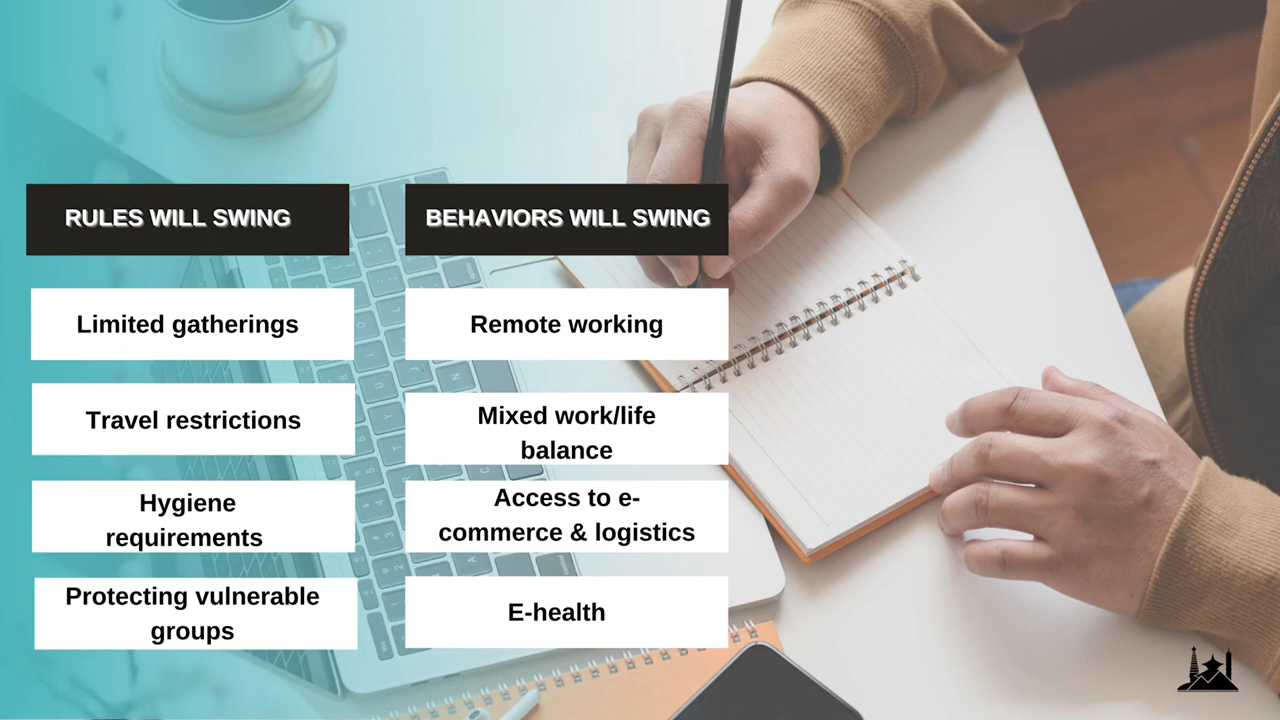 RULES WILL SWING
Limited gatherings
Travel restrictions
Hygiene
requirements
Protecting vulnerable
groups
BEHAVIORS WILL SWING
Remote working
Mixed work/life
balance
Access to e-
commerce & logistics
E-health